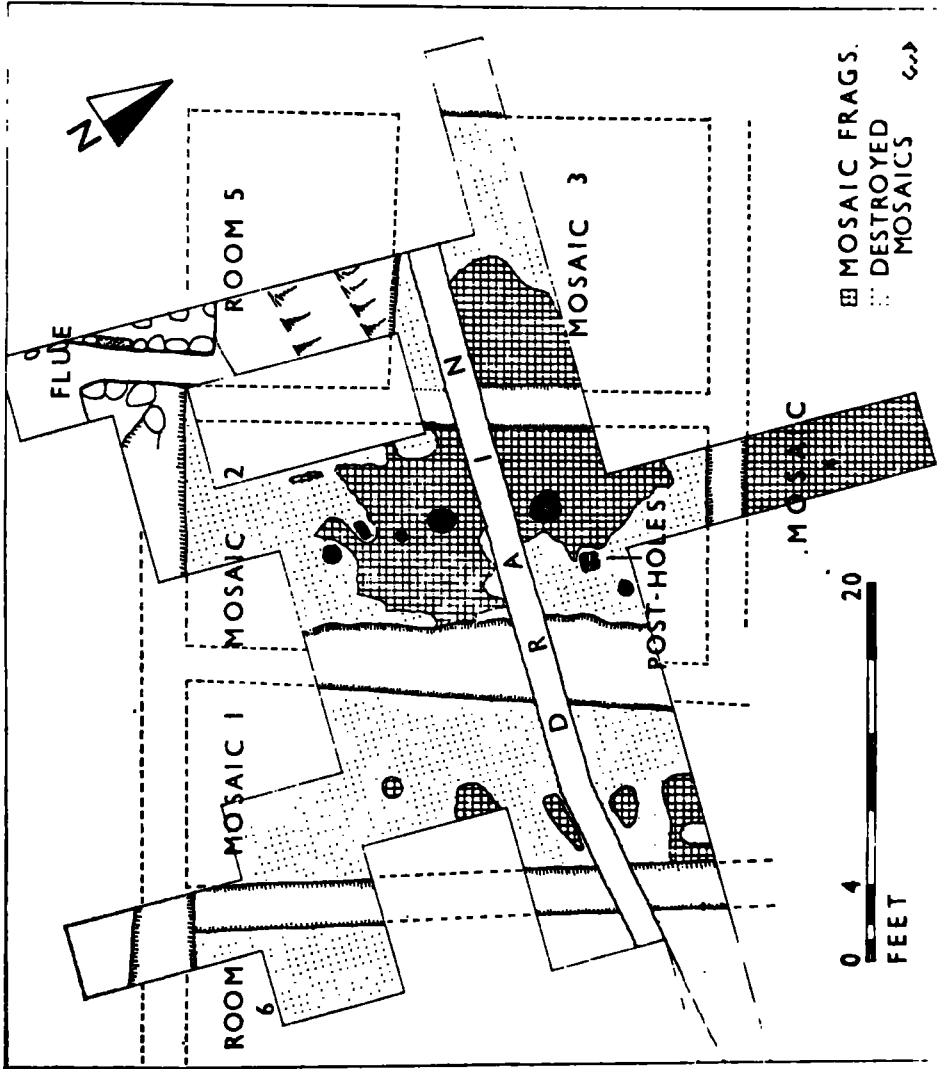 N
FLUE
ROOM 5
MOSAIC 2
MOSAIC 1
ROOM
6
MOSAIC 3
DRAIN
POST-HOLES
MOSAIC
0 4 20
FEET
MOSAIC FRAGS.
DESTROYED
MOSAICS